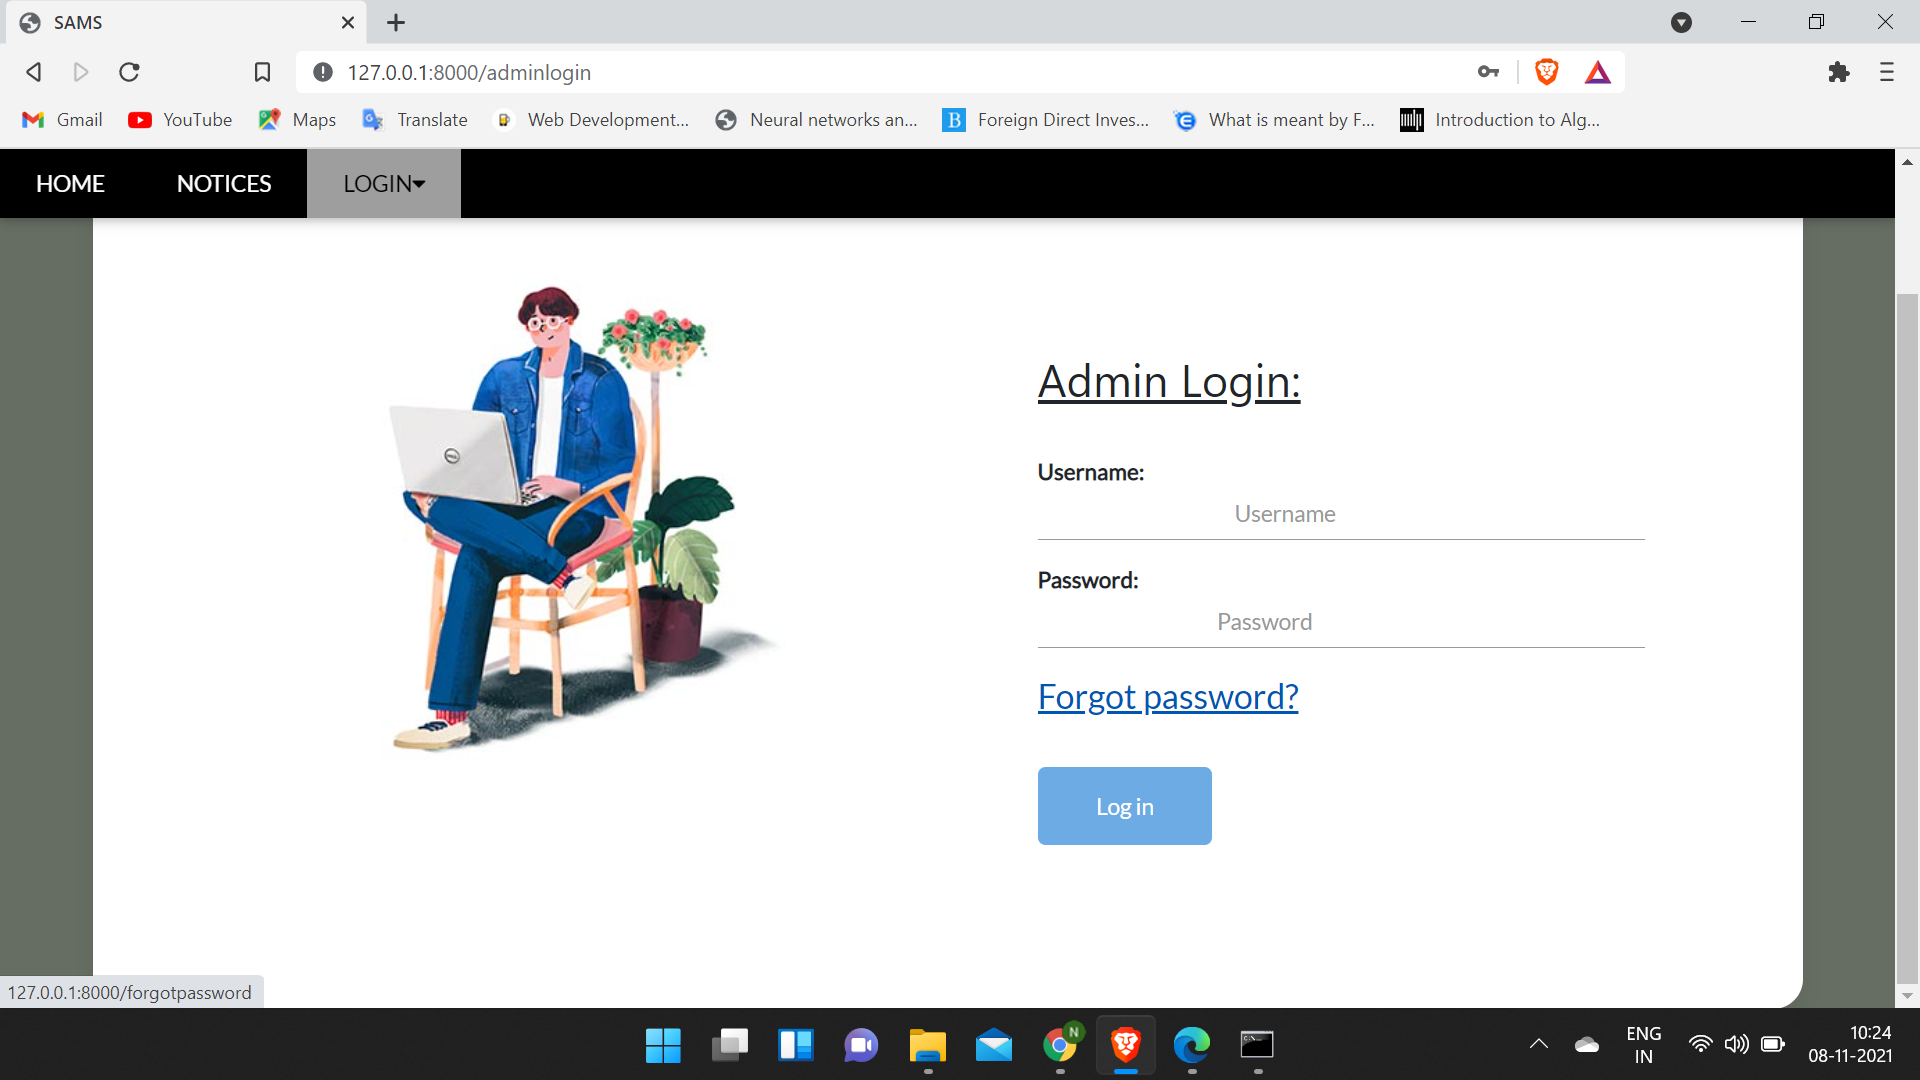 SAMS
127.0.0.1:8000/adminlogin
Gmail
YouTube
Maps
Translate
Web Development...
Neural networks an...
Foreign Direct Inves...
What is meant by F...
Introduction to Alg...
HOME
NOTICES
LOGIN
Admin Login:
Username:
Username
Password:
Password
Forgot password?
Log in
127.0.0.1:8000/forgotpassword
N
ENG
IN
10:24
08-11-2021